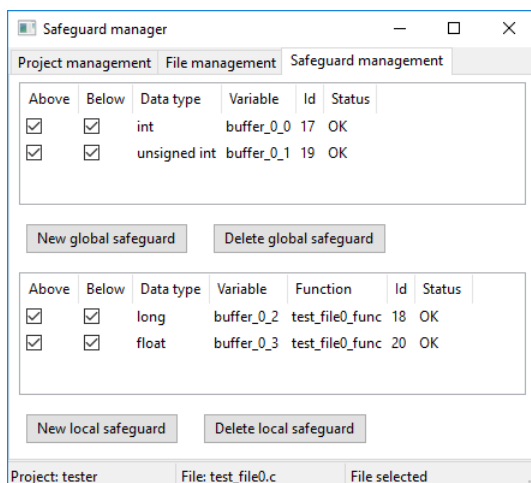 Safeguard manager
Project management File management Safeguard management
Above Below Data type Variable Id Status
int buffer_0_0 17 OK
unsigned int buffer_0_1 19 OK
New global safeguard Delete global safeguard
Above Below Data type Variable Function Id Status
long buffer_0_2 test_file0_func 18 OK
float buffer_0_3 test_file0_func 20 OK
New local safeguard Delete local safeguard
Project: tester File: test_file0.c File selected